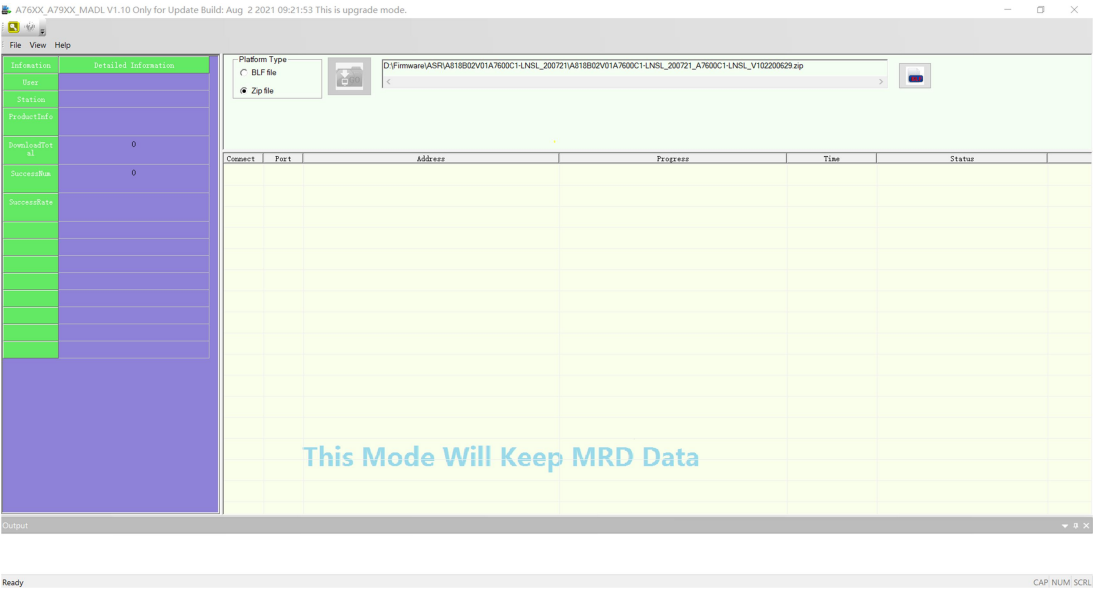 A76XX_A79XX_MADL V1.10 Only for Update Build: Aug 2 2021 09:21:53 This is upgrade mode.
File View Help
Infomation Detailed Information
User
Station
ProductInfo
DownloadTotal 0
SuccessNum 0
SuccessRate
Platform Type
BLF file
Zip file
D:\Firmware\ASR\A818B02V01A7600C1-LNSL_200721\A818B02V01A7600C1-LNSL_200721_A7600C1-LNSL_V102200629.zip
Connect Port Address Progress Time Status
This Mode Will Keep MRD Data
Output
Ready CAP NUM SCRL